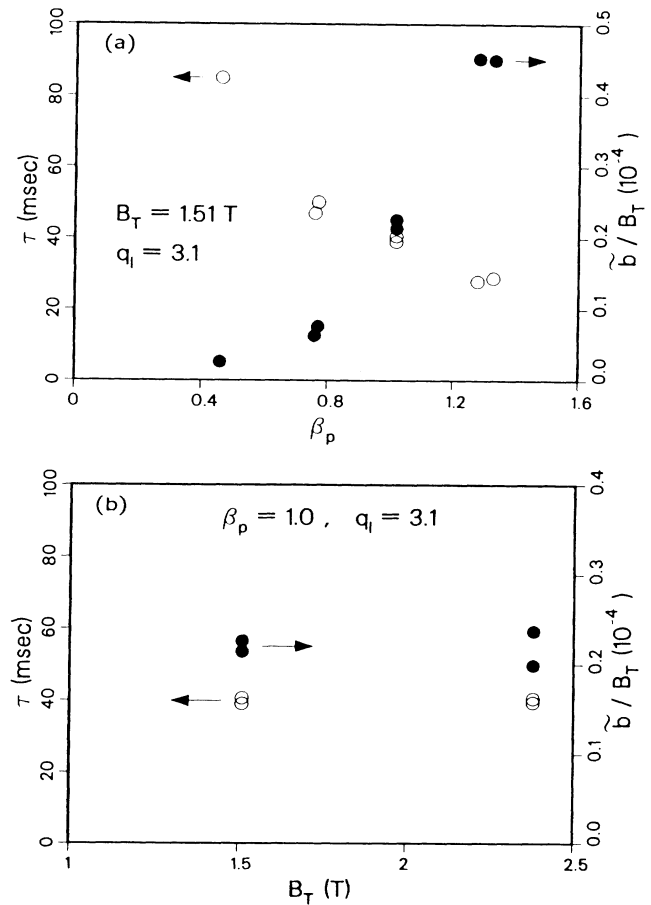 (a)
100
80
60
40
20
0
τ (msec)
B_T = 1.51 T
q_l = 3.1
0.5
0.4
0.3
0.2
0.1
0.0
b̃ / B_T (10^-4)
0 0.4 0.8 1.2 1.6
β_p
(b)
100
80
60
40
20
0
τ (msec)
β_p = 1.0 , q_l = 3.1
0.4
0.3
0.2
0.1
0.0
b̃ / B_T (10^-4)
1 1.5 2 2.5
B_T (T)